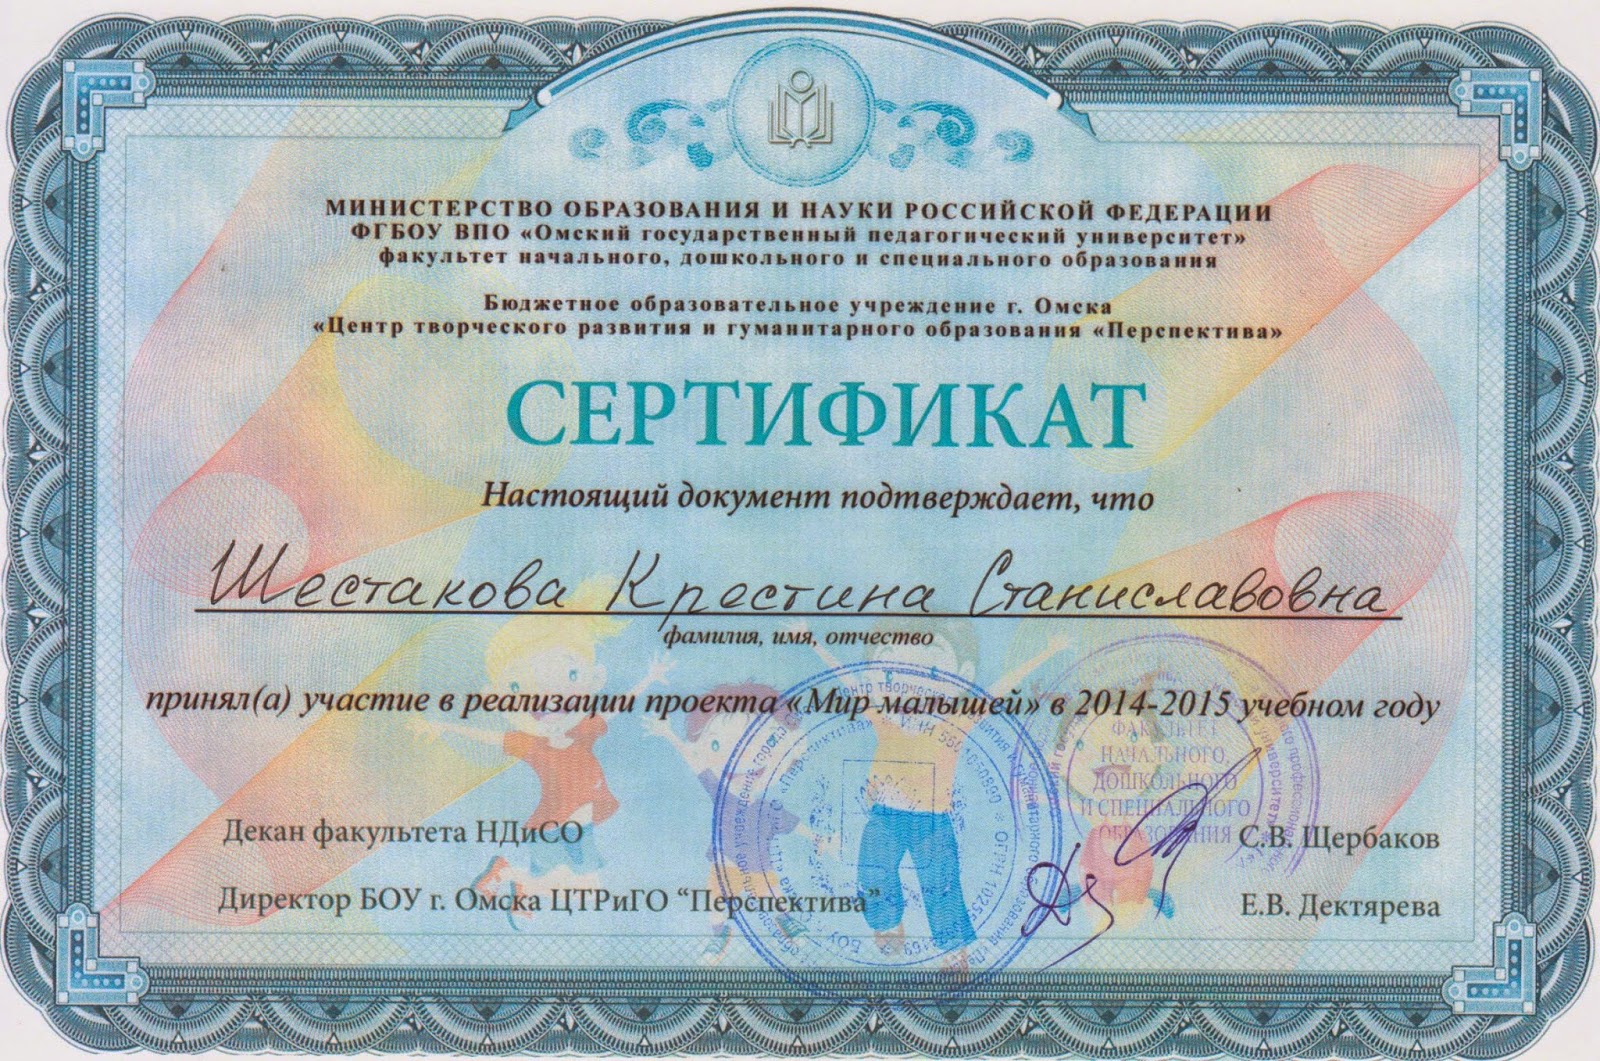 МИНИСТЕРСТВО ОБРАЗОВАНИЯ И НАУКИ РОССИЙСКОЙ ФЕДЕРАЦИИ
ФГБОУ ВПО «Омский государственный педагогический университет»
факультет начального, дошкольного и специального образования
Бюджетное образовательное учреждение г. Омска
«Центр творческого развития и гуманитарного образования «Перспектива»
СЕРТИФИКАТ
Настоящий документ подтверждает, что
Шестакова Крестина Станиславовна
фамилия, имя, отчество
принял(а) участие в реализации проекта «Мир малышей» в 2014-2015 учебном году
ФАКУЛЬТЕТ
НАЧАЛЬНОГО,
ДОШКОЛЬНОГО
И СПЕЦИАЛЬНОГО
ОБРАЗОВАНИЯ
Декан факультета НДиСО С.В. Щербаков
Директор БОУ г. Омска ЦТРиГО “Перспектива” Е.В. Дектярева